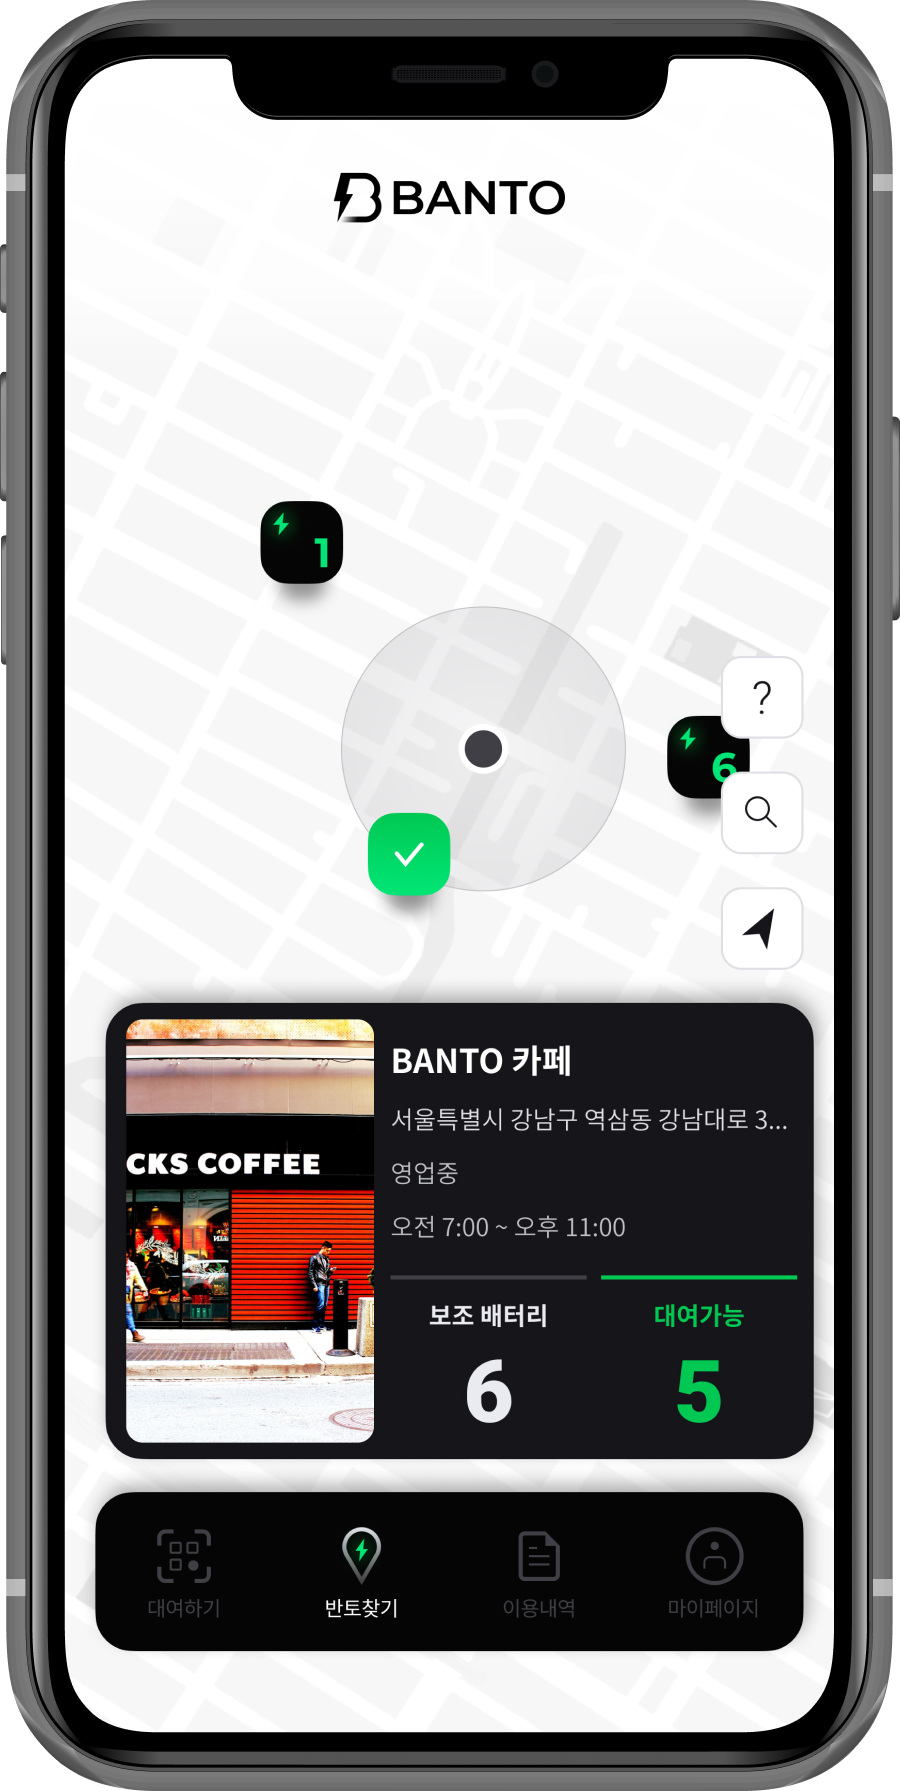 BANTO
1
?
6
BANTO 카페
서울특별시 강남구 역삼동 강남대로 3...
CKS COFFEE
영업중
오전 7:00 ~ 오후 11:00
보조 배터리
대여가능
6
5
대여하기
반토찾기
이용내역
마이페이지